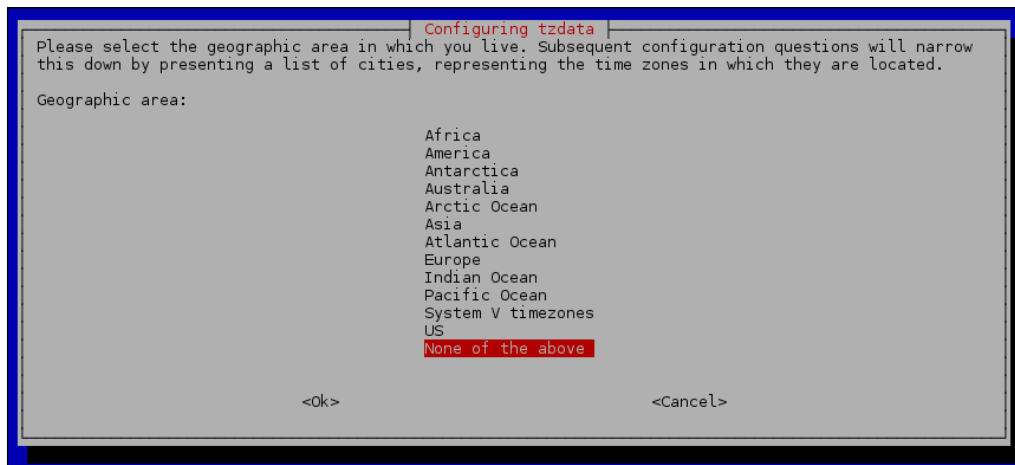 Configuring tzdata
Please select the geographic area in which you live. Subsequent configuration questions will narrow
this down by presenting a list of cities, representing the time zones in which they are located.
Geographic area:
Africa
America
Antarctica
Australia
Arctic Ocean
Asia
Atlantic Ocean
Europe
Indian Ocean
Pacific Ocean
System V timezones
US
None of the above
<Ok> <Cancel>